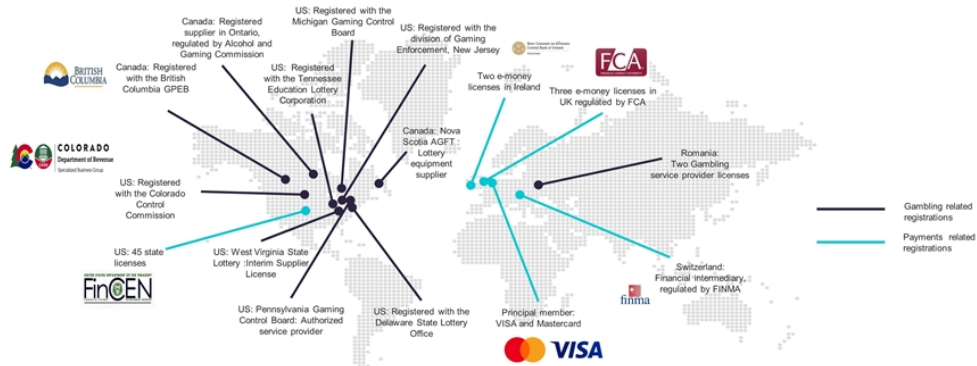 Canada: Registered
supplier in Ontario,
regulated by Alcohol and
Gaming Commission
US: Registered with the
Michigan Gaming Control
Board
US: Registered with the
division of Gaming
Enforcement, New Jersey
Canada: Registered
with the British
Columbia GPEB
US: Registered
with the Tennessee
Education Lottery
Corporation
Two e-money
licenses in Ireland
FCA
Three e-money licenses in
UK regulated by FCA
BRITISH
COLUMBIA
COLORADO
Department of Revenue
Specialized Business Group
Canada: Nova
Scotia AGFT :
Lottery
equipment
supplier
Romania:
Two Gambling
service provider licenses
US: Registered
with the Colorado
Control
Commission
Gambling related
registrations
Payments related
registrations
US: 45 state
licenses
FinCEN
US: West Virginia State
Lottery :Interim Supplier
License
Switzerland:
Financial intermediary,
regulated by FINMA
finma
US: Pennsylvania Gaming
Control Board: Authorized
service provider
US: Registered with the
Delaware State Lottery
Office
Principal member:
VISA and Mastercard
VISA